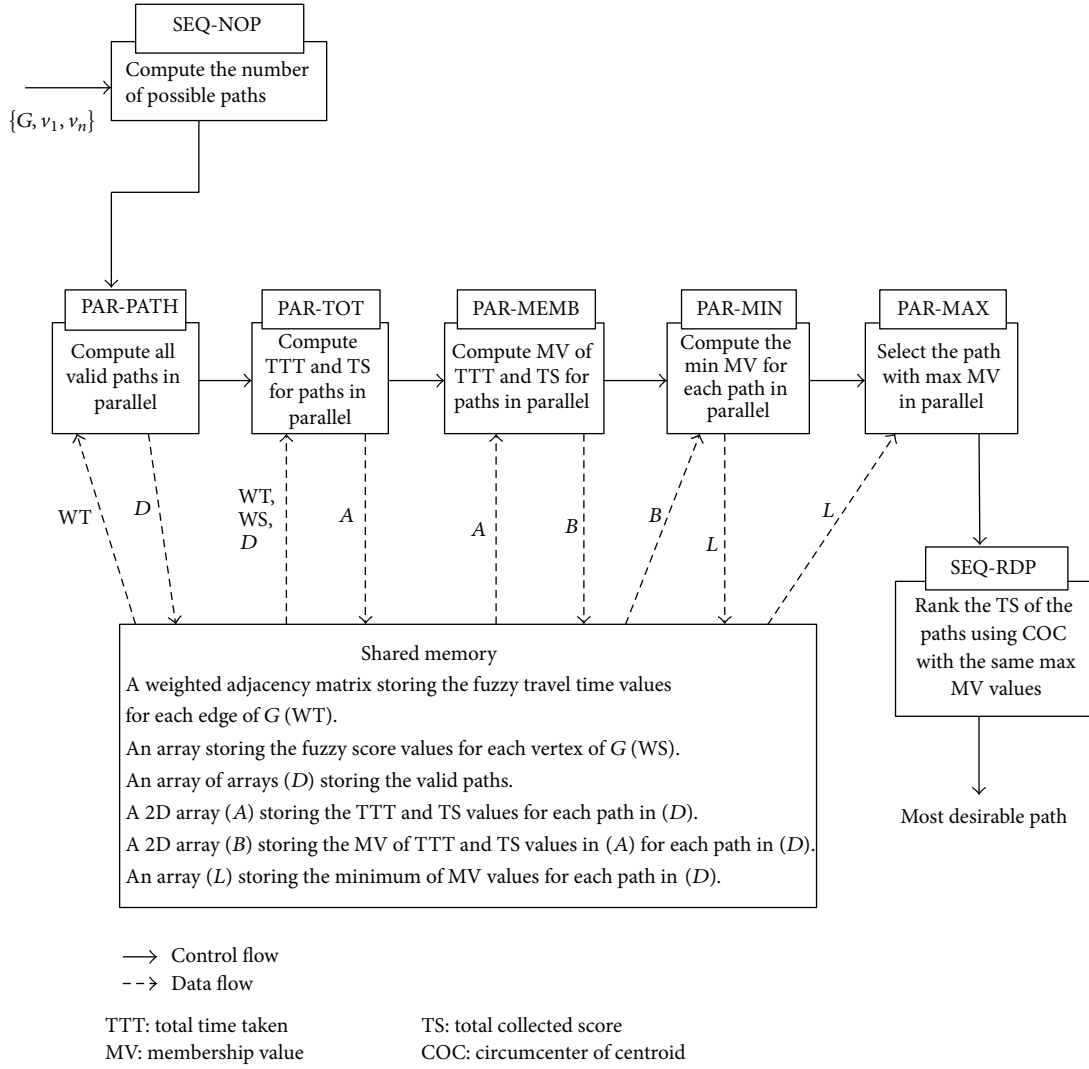 SEQ-NOP
Compute the number
of possible paths
{G, ν1, νn}
PAR-PATH
Compute all
valid paths in
parallel
PAR-TOT
Compute
TTT and TS
for paths in
parallel
PAR-MEMB
Compute MV of
TTT and TS for
paths in parallel
PAR-MIN
Compute the
min MV for
each path in
parallel
PAR-MAX
Select the path
with max MV
in parallel
WT
D
WT,
WS,
D
A
A
B
B
L
L
SEQ-RDP
Rank the TS of the
paths using COC
with the same max
MV values
Most desirable path
Shared memory
A weighted adjacency matrix storing the fuzzy travel time values
for each edge of G (WT).
An array storing the fuzzy score values for each vertex of G (WS).
An array of arrays (D) storing the valid paths.
A 2D array (A) storing the TTT and TS values for each path in (D).
A 2D array (B) storing the MV of TTT and TS values in (A) for each path in (D).
An array (L) storing the minimum of MV values for each path in (D).
Control flow
Data flow
TTT: total time taken
TS: total collected score
MV: membership value
COC: circumcenter of centroid